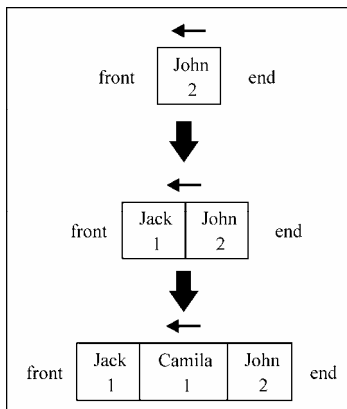 front John end
2
front Jack John end
1 2
front Jack Camila John end
1 1 2